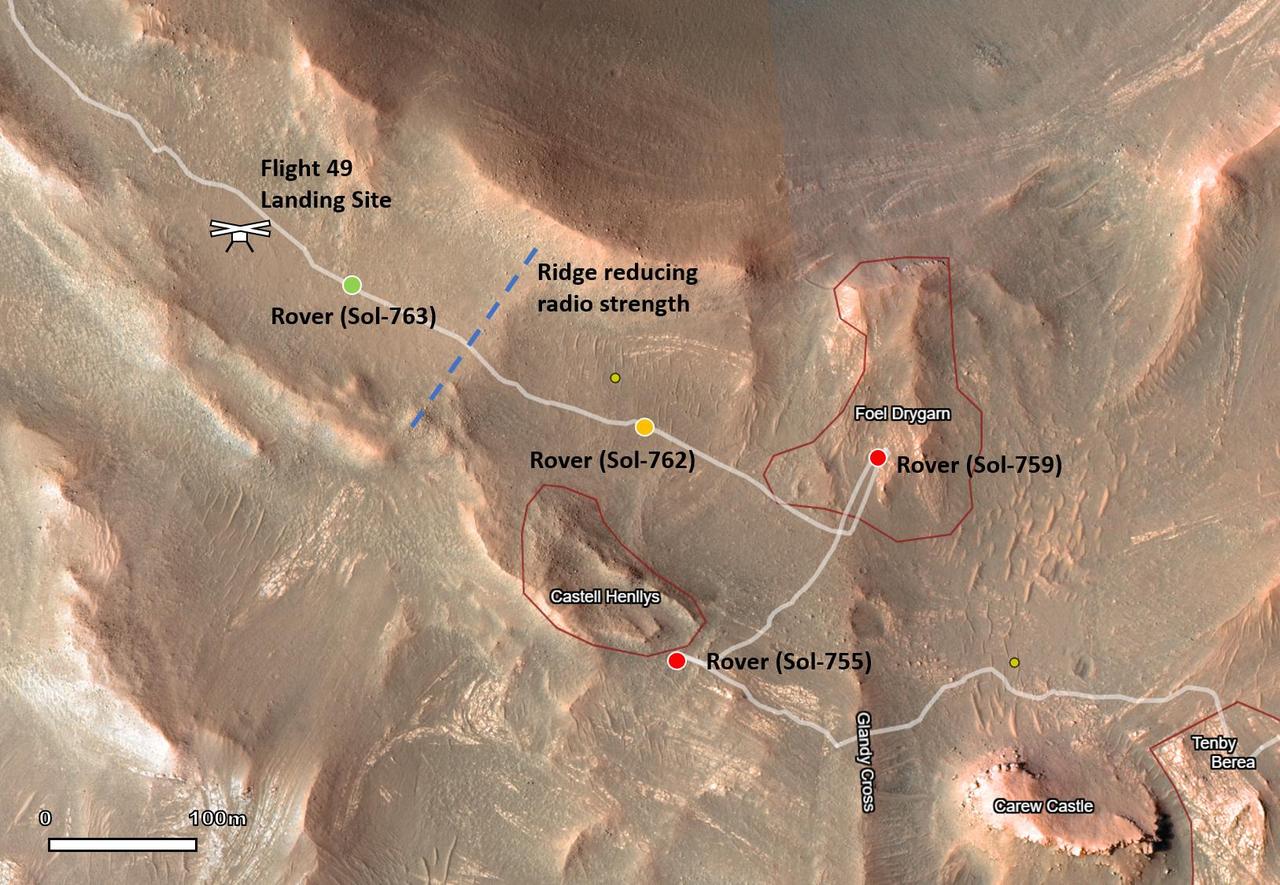 Flight 49
Landing Site
Ridge reducing
radio strength
Rover (Sol-763)
Foel Drygarn
Rover (Sol-762)
Rover (Sol-759)
Castell Henllys
Rover (Sol-755)
Glandy Cross
Tenby
Berea
Carew Castle
0 100m